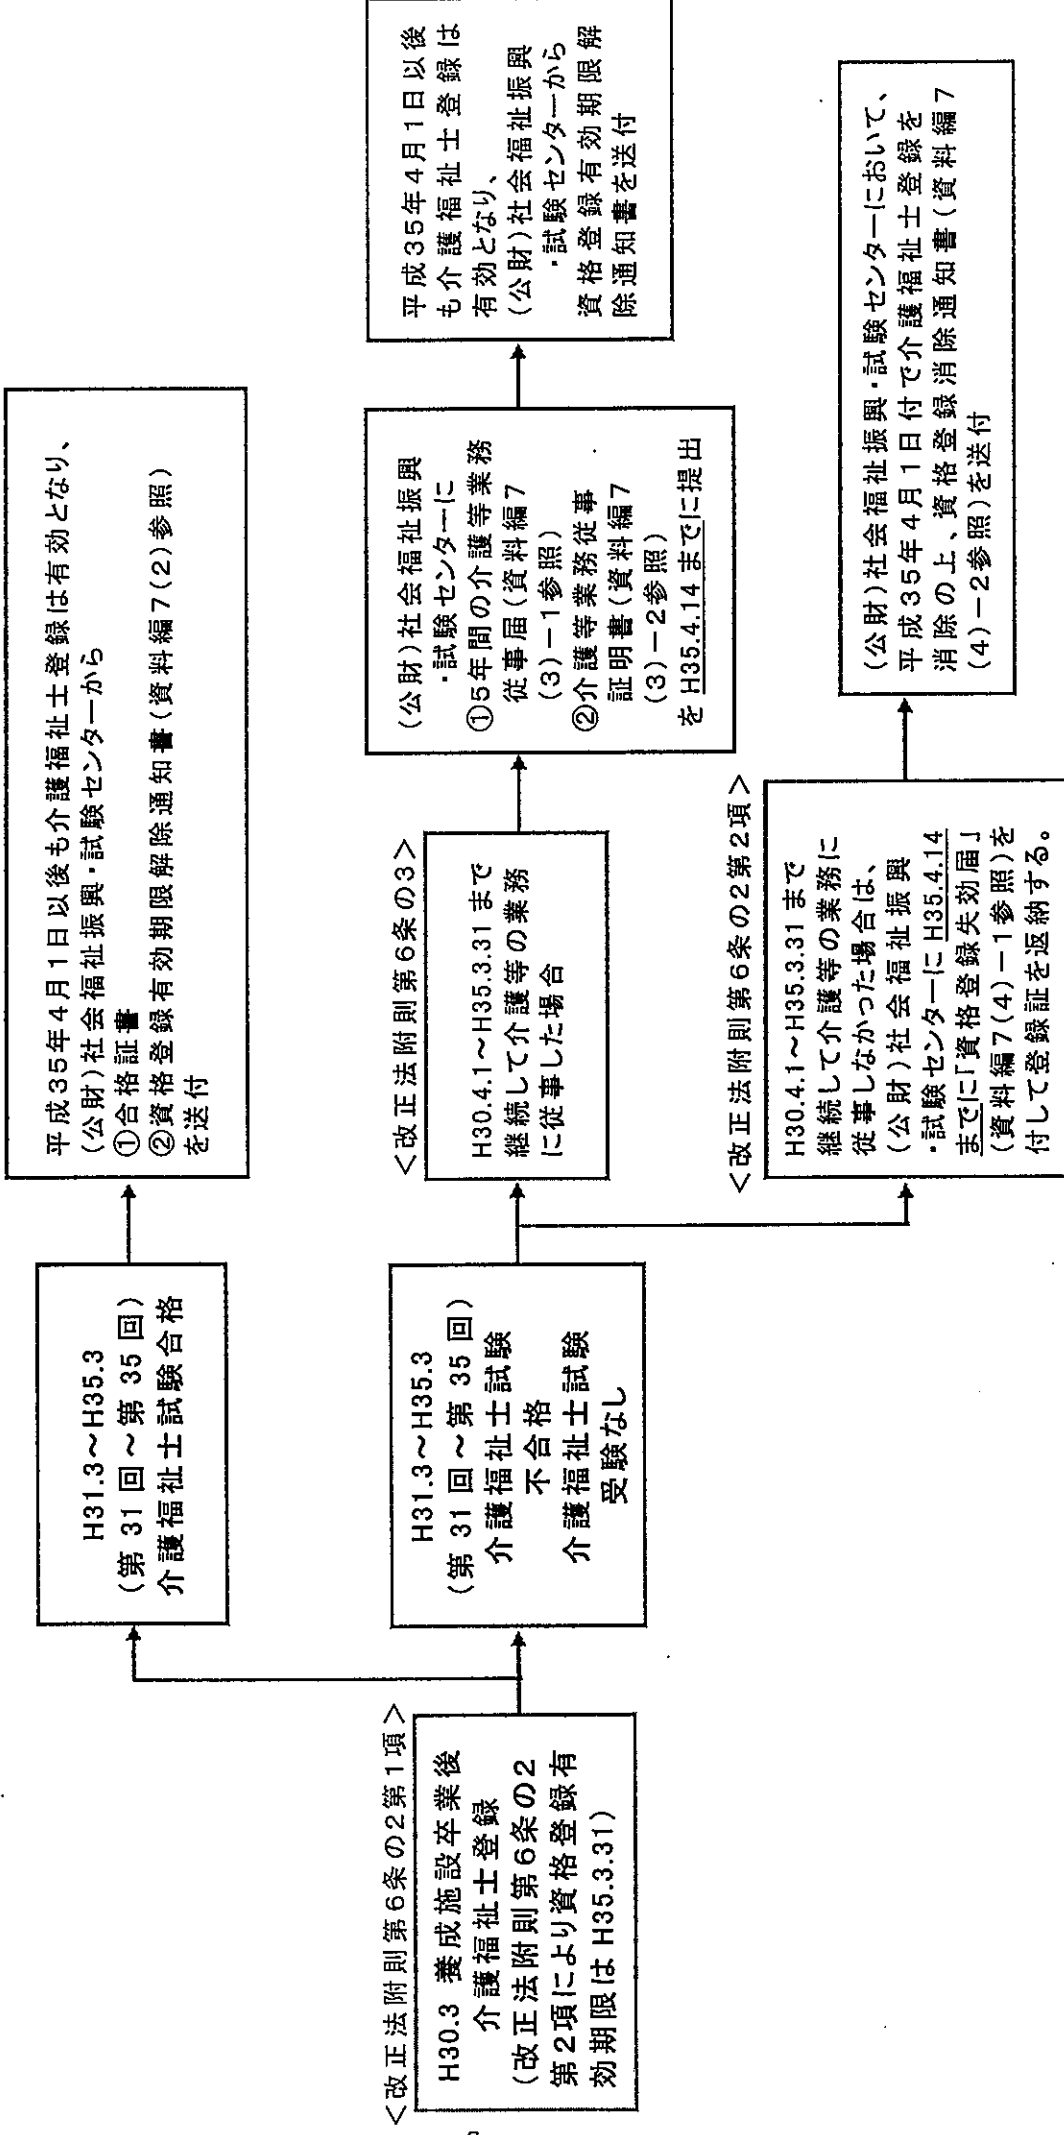 <改正法附則第6条の2第1項>
H30.3 養成施設卒業後
介護福祉士登録
(改正法附則第6条の2
第2項により資格登録有
効期限は H35.3.31)
H31.3~H35.3
(第 31 回~第 35 回)
介護福祉士試験合格
平成35年4月1日以後も介護福祉士登録は有効となり、
(公財)社会福祉振興・試験センターから
①合格証書
②資格登録有効期限解除通知書(資料編7(2)参照)
を送付
H31.3~H35.3
(第 31 回~第 35 回)
介護福祉士試験
不合格
介護福祉士試験
受験なし
<改正法附則第6条の3>
H30.4.1~H35.3.31 まで
継続して介護等の業務
に従事した場合
(公財)社会福祉振興
・試験センターに
①5年間の介護等業務
従事届(資料編7
(3)-1参照)
②介護等業務従事
証明書(資料編7
(3)-2参照)
を H35.4.14 までに提出
平成35年4月1日以後
も介護福祉士登録は
有効となり、
(公財)社会福祉振興
・試験センターから
資格登録有効期限解
除通知書を送付
<改正法附則第6条の2第2項>
H30.4.1~H35.3.31 まで
継続して介護等の業務に
従事しなかった場合は、
(公財)社会福祉振興
・試験センターに H35.4.14
までに「資格登録失効届」
(資料編7(4)-1参照)を
付して登録証を返納する。
(公財)社会福祉振興・試験センターにおいて、
平成35年4月1日付で介護福祉士登録を
消除の上、資格登録消除通知書(資料編7
(4)-2参照)を送付